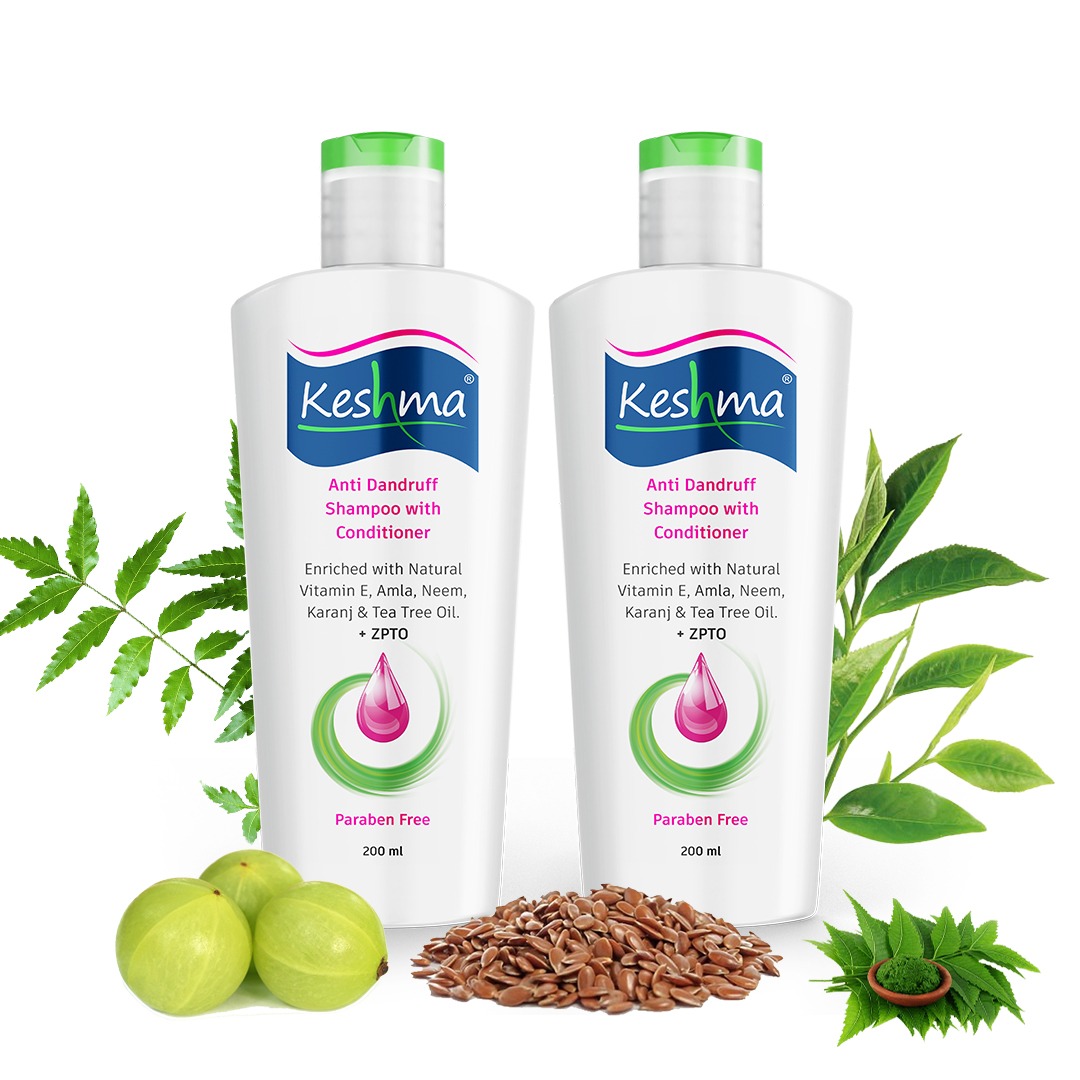 Keshma®
Anti Dandruff
Shampoo with
Conditioner
Enriched with Natural
Vitamin E, Amla, Neem,
Karanj & Tea Tree Oil.
+ ZPTO
Paraben Free
200 ml
Keshma®
Anti Dandruff
Shampoo with
Conditioner
Enriched with Natural
Vitamin E, Amla, Neem,
Karanj & Tea Tree Oil.
+ ZPTO
Paraben Free
200 ml